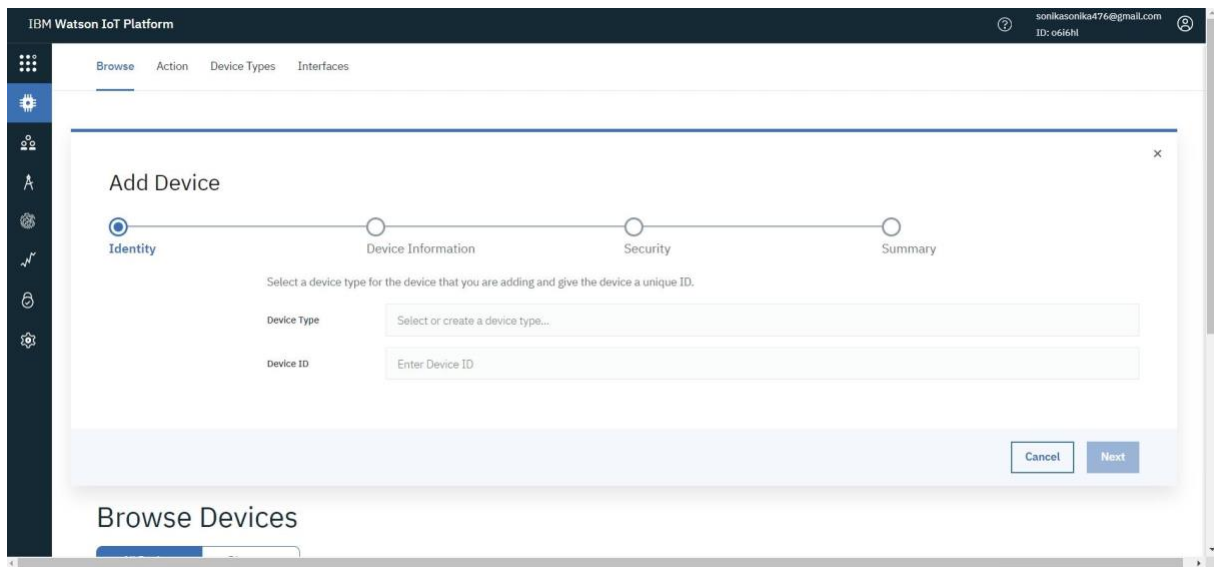 IBM Watson IoT Platform
sonikasonika476@gmail.com
ID: o6i6hl
Browse Action Device Types Interfaces
Add Device
Identity Device Information Security Summary
Select a device type for the device that you are adding and give the device a unique ID.
Device Type Select or create a device type...
Device ID Enter Device ID
Cancel Next
Browse Devices